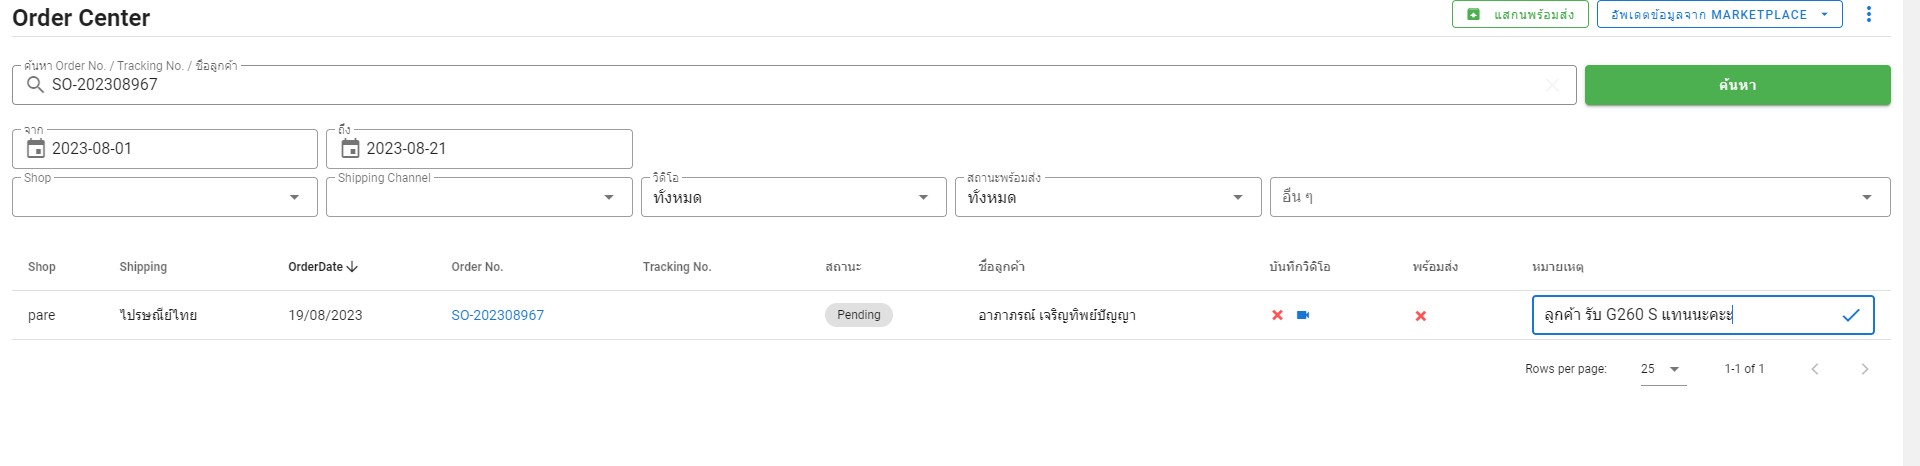 Order Center
แสกนพร้อมส่ง
อัพเดตข้อมูลจาก MARKETPLACE
ค้นหา Order No. / Tracking No. / ชื่อลูกค้า
SO-202308967
ค้นหา
จาก
2023-08-01
ถึง
2023-08-21
Shop
Shipping Channel
วิดีโอ
ทั้งหมด
สถานะพร้อมส่ง
ทั้งหมด
อื่น ๆ
Shop Shipping OrderDate Order No. Tracking No. สถานะ ชื่อลูกค้า บันทึกวิดิโอ พร้อมส่ง หมายเหตุ
pare ไปรษณีย์ไทย 19/08/2023 SO-202308967 Pending อาภาภรณ์ เจริญทิพย์ปัญญา ลูกค้า รับ G260 S แทนนะคะะ
Rows per page: 25 1-1 of 1